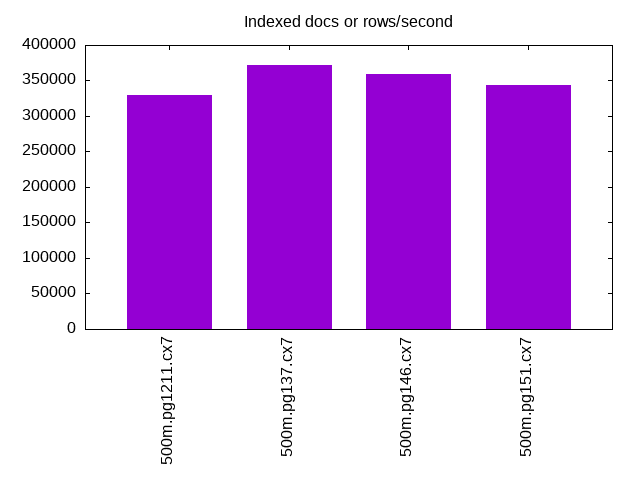 Indexed docs or rows/second
400000
350000
300000
250000
200000
150000
100000
50000
0
500m.pg1211.cx7
500m.pg137.cx7
500m.pg146.cx7
500m.pg151.cx7